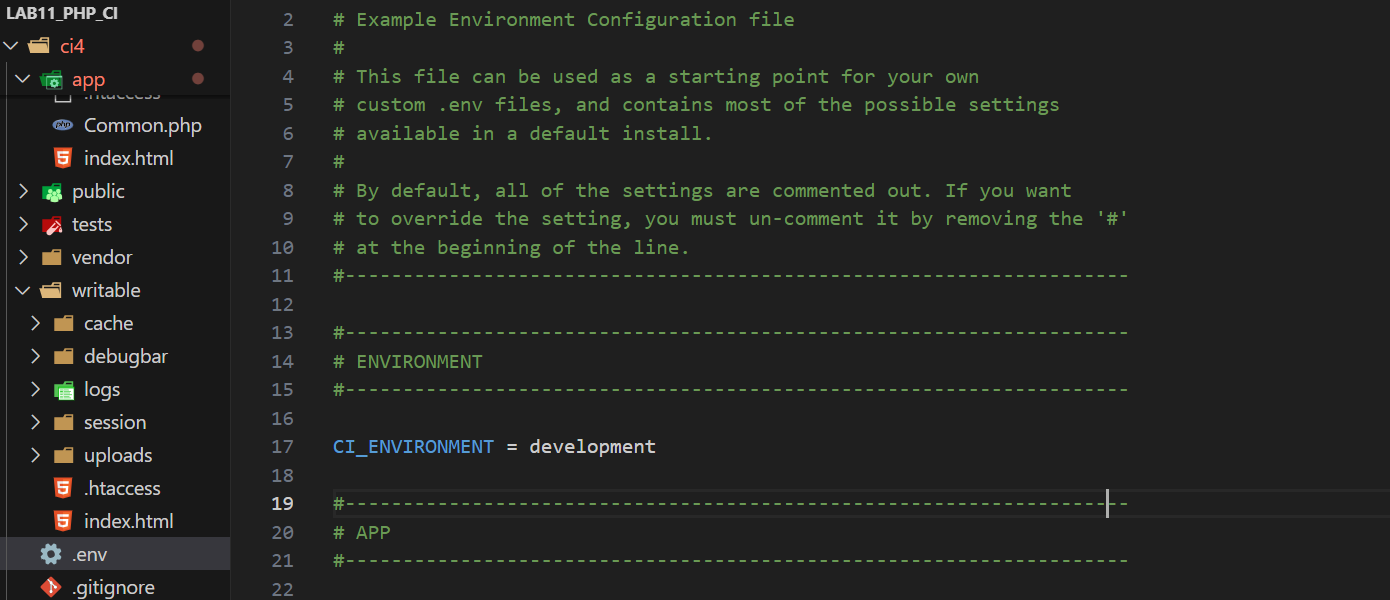 LAB11_PHP_CI
ci4
app
.htaccess
php Common.php
index.html
public
tests
vendor
writable
cache
debugbar
logs
session
uploads
.htaccess
index.html
.env
.gitignore
2 # Example Environment Configuration file
3 #
4 # This file can be used as a starting point for your own
5 # custom .env files, and contains most of the possible settings
6 # available in a default install.
7 #
8 # By default, all of the settings are commented out. If you want
9 # to override the setting, you must un-comment it by removing the '#'
10 # at the beginning of the line.
11 #--------------------------------------------------------------------
12
13 #--------------------------------------------------------------------
14 # ENVIRONMENT
15 #--------------------------------------------------------------------
16
17 CI_ENVIRONMENT = development
18
19 #--------------------------------------------------------------------
20 # APP
21 #--------------------------------------------------------------------
22